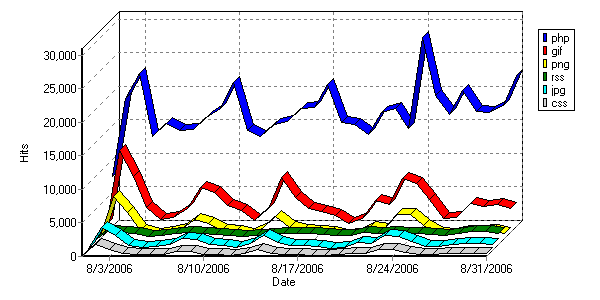 30,000
25,000
20,000
15,000
10,000
5,000
0
Hits
8/3/2006 8/10/2006 8/17/2006 8/24/2006 8/31/2006
Date
php
gif
png
rss
jpg
css